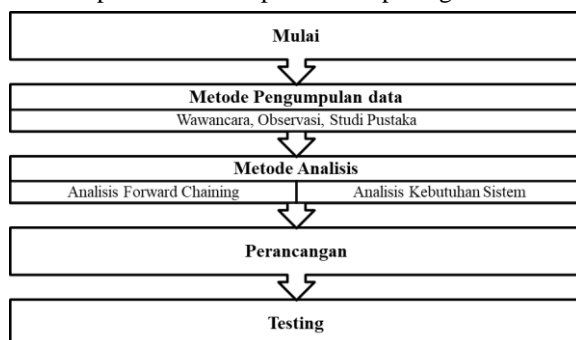 Mulai
Metode Pengumpulan data
Wawancara, Observasi, Studi Pustaka
Metode Analisis
Analisis Forward Chaining
Analisis Kebutuhan Sistem
Perancangan
Testing